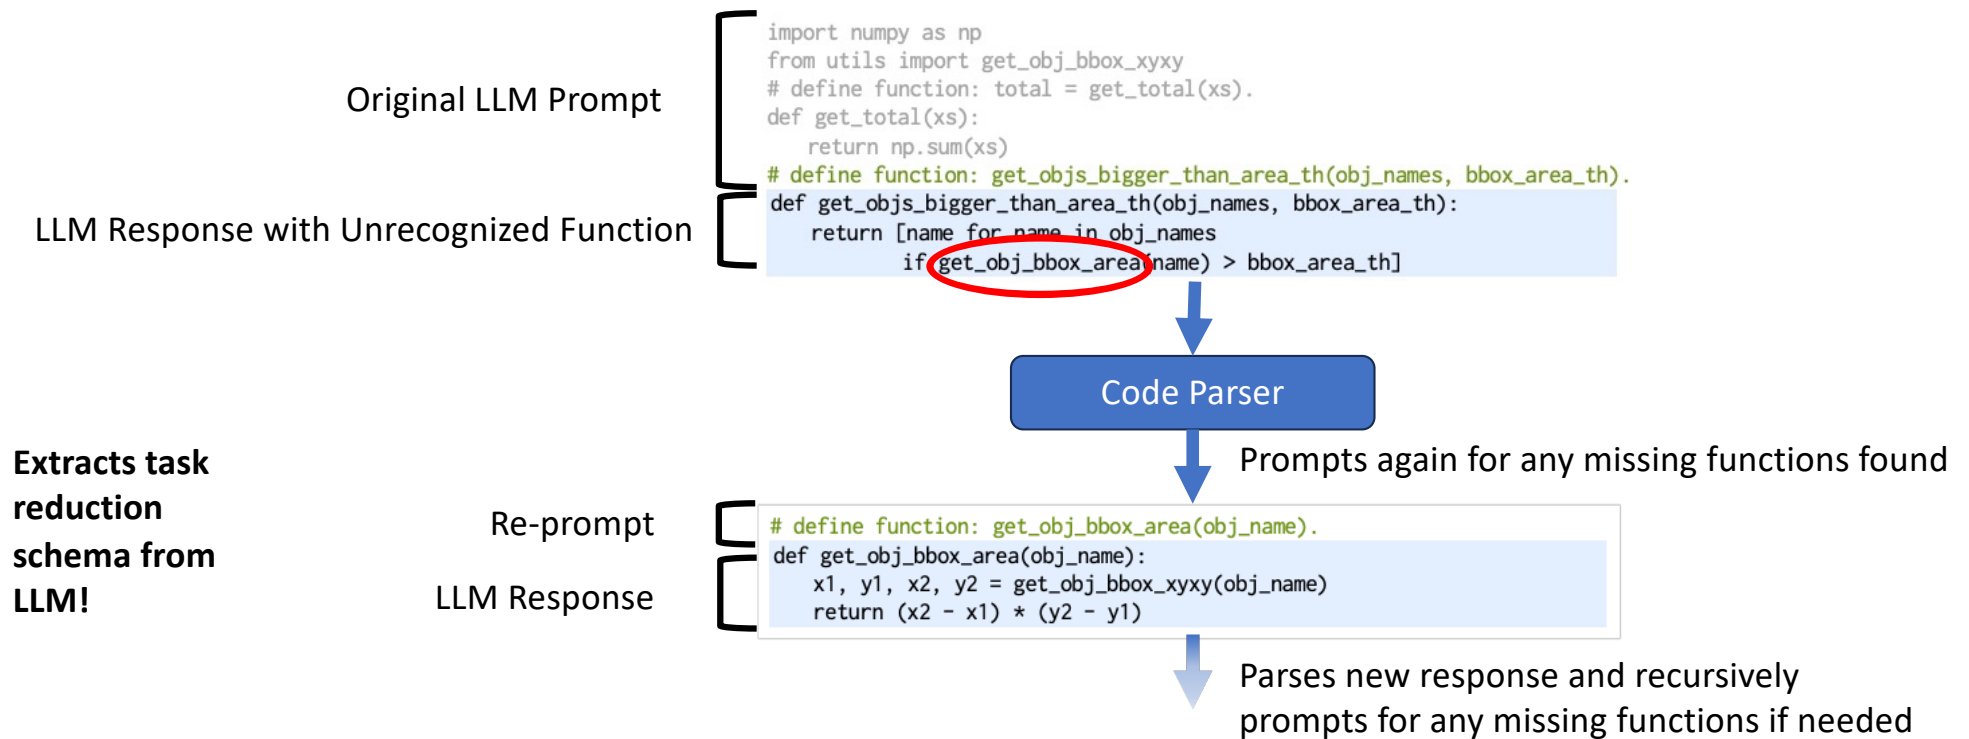 Original LLM Prompt
import numpy as np
from utils import get_obj_bbox_xyxy
# define function: total = get_total(xs).
def get_total(xs):
return np.sum(xs)
# define function: get_objs_bigger_than_area_th(obj_names, bbox_area_th).
LLM Response with Unrecognized Function
def get_objs_bigger_than_area_th(obj_names, bbox_area_th):
return [name for name in obj_names
if get_obj_bbox_area(name) > bbox_area_th]
Code Parser
Prompts again for any missing functions found
Extracts task
reduction
schema from
LLM!
Re-prompt
# define function: get_obj_bbox_area(obj_name).
LLM Response
def get_obj_bbox_area(obj_name):
x1, y1, x2, y2 = get_obj_bbox_xyxy(obj_name)
return (x2 - x1) * (y2 - y1)
Parses new response and recursively
prompts for any missing functions if needed